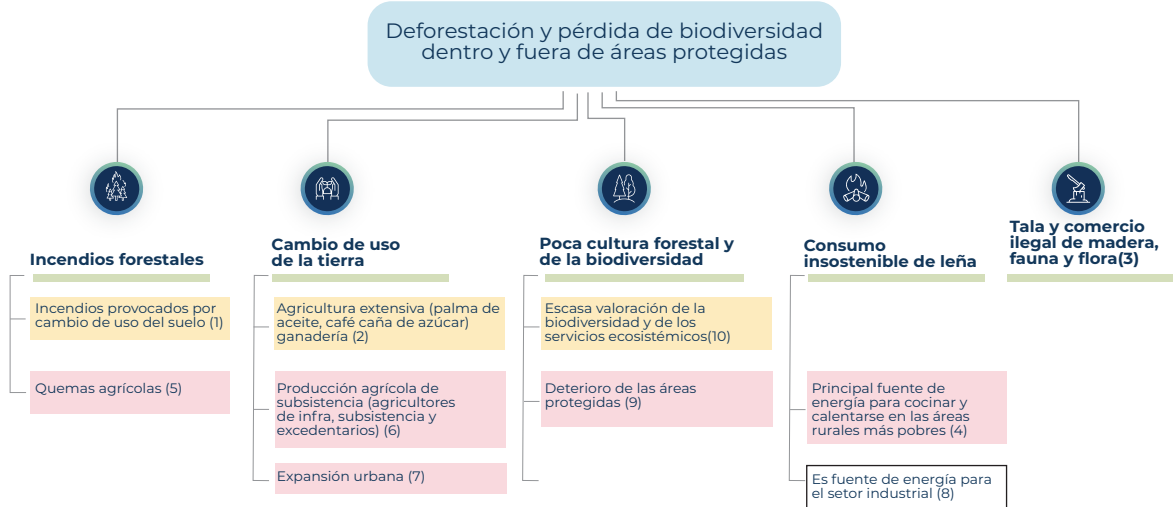 Deforestación y pérdida de biodiversidad
dentro y fuera de áreas protegidas
Incendios forestales
Incendios provocados por
cambio de uso del suelo (1)
Quemas agrícolas (5)
Cambio de uso
de la tierra
Agricultura extensiva (palma de
aceite, café caña de azúcar)
ganadería (2)
Producción agrícola de
subsistencia (agricultores
de infra, subsistencia y
excedentarios) (6)
Expansión urbana (7)
Poca cultura forestal y
de la biodiversidad
Escasa valoración de la
biodiversidad y de los
servicios ecosistémicos(10)
Deterioro de las áreas
protegidas (9)
Consumo
insostenible de leña
Principal fuente de
energía para cocinar y
calentarse en las áreas
rurales más pobres (4)
Es fuente de energía para
el setor industrial (8)
Tala y comercio
ilegal de madera,
fauna y flora(3)